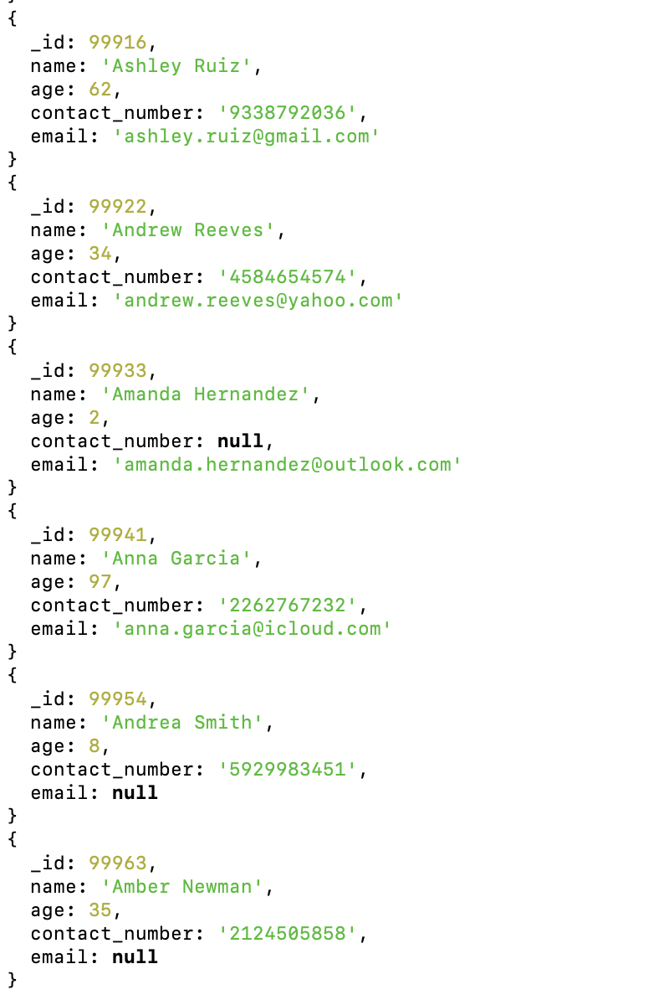 }
{
  _id: 99916,
  name: 'Ashley Ruiz',
  age: 62,
  contact_number: '9338792036',
  email: 'ashley.ruiz@gmail.com'
}
{
  _id: 99922,
  name: 'Andrew Reeves',
  age: 34,
  contact_number: '4584654574',
  email: 'andrew.reeves@yahoo.com'
}
{
  _id: 99933,
  name: 'Amanda Hernandez',
  age: 2,
  contact_number: null,
  email: 'amanda.hernandez@outlook.com'
}
{
  _id: 99941,
  name: 'Anna Garcia',
  age: 97,
  contact_number: '2262767232',
  email: 'anna.garcia@icloud.com'
}
{
  _id: 99954,
  name: 'Andrea Smith',
  age: 8,
  contact_number: '5929983451',
  email: null
}
{
  _id: 99963,
  name: 'Amber Newman',
  age: 35,
  contact_number: '2124505858',
  email: null
}